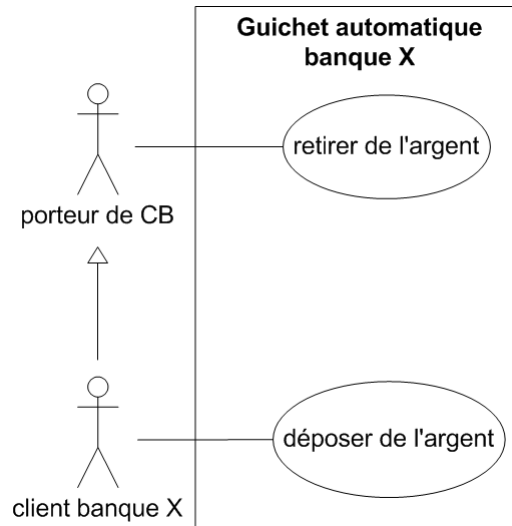 Guichet automatique
banque X
retirer de l'argent
porteur de CB
déposer de l'argent
client banque X